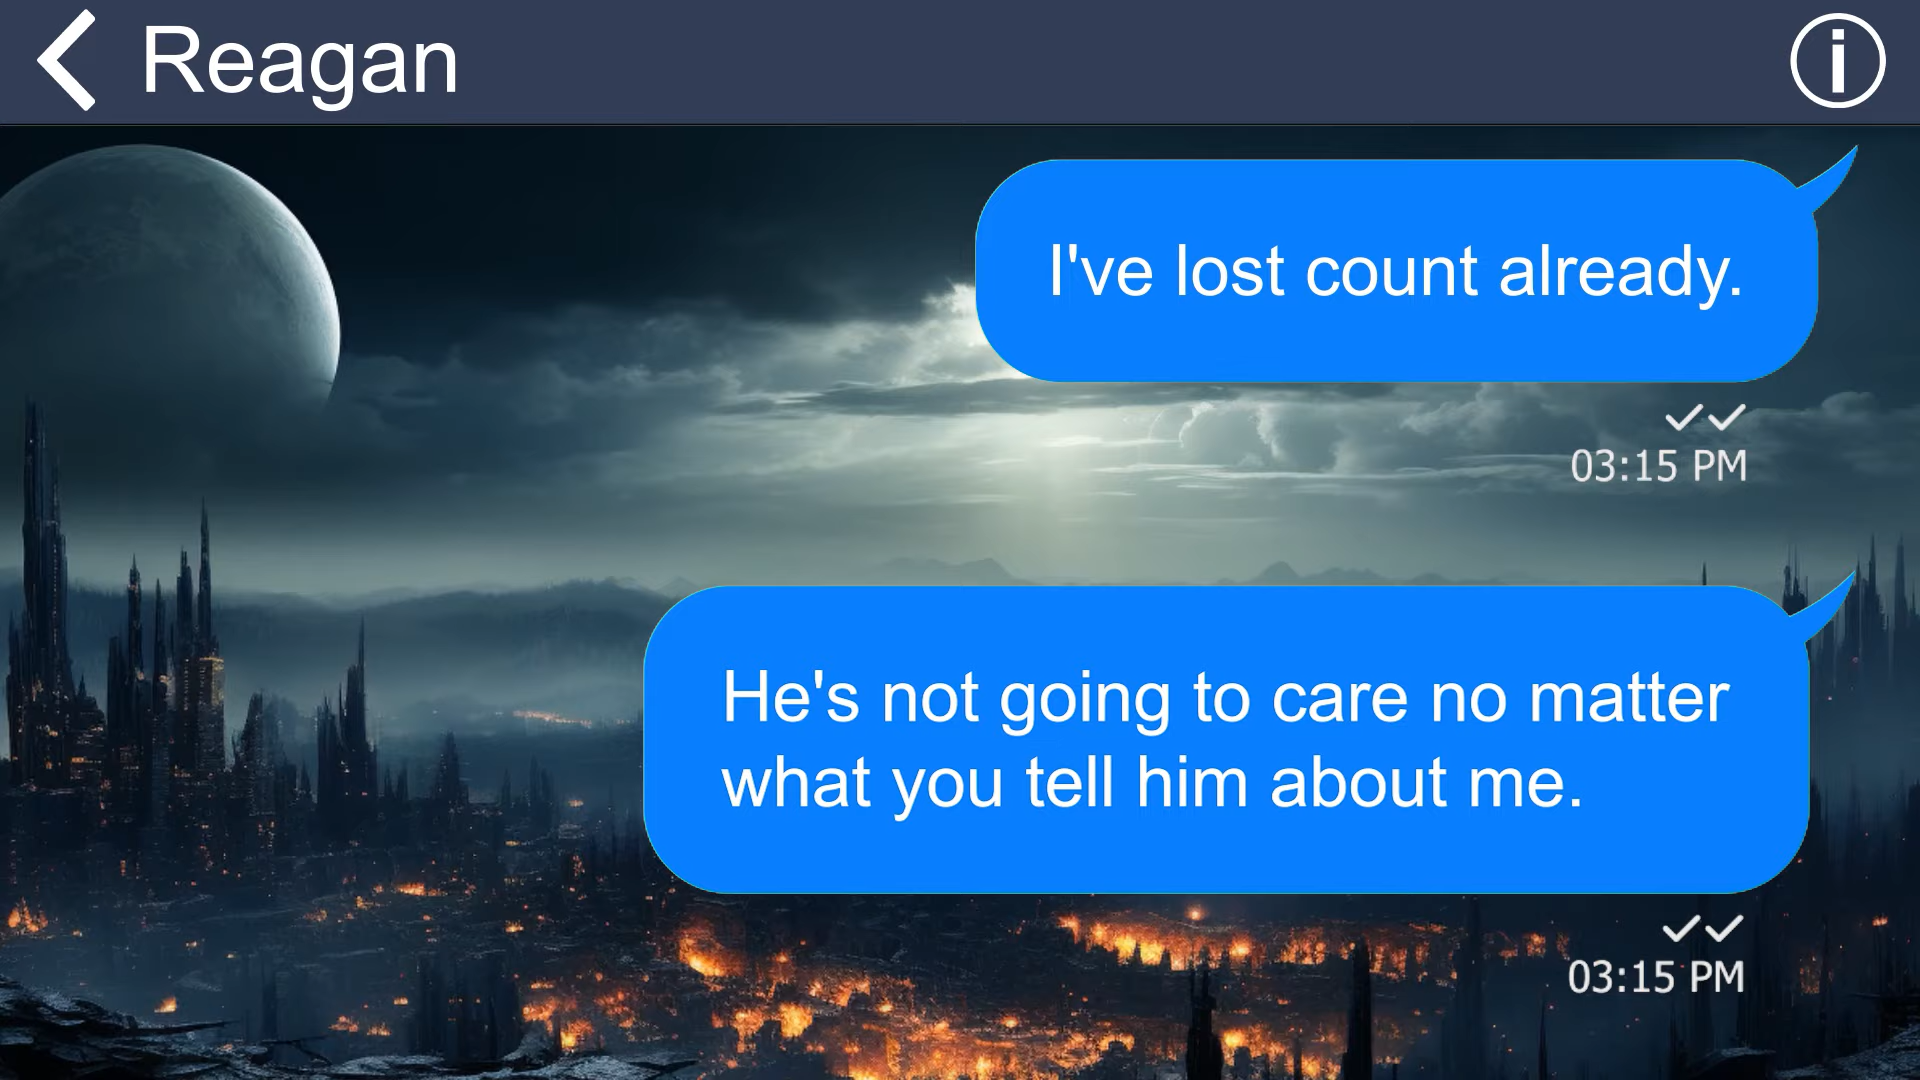 Reagan
I've lost count already.
03:15 PM
He's not going to care no matter
what you tell him about me.
03:15 PM